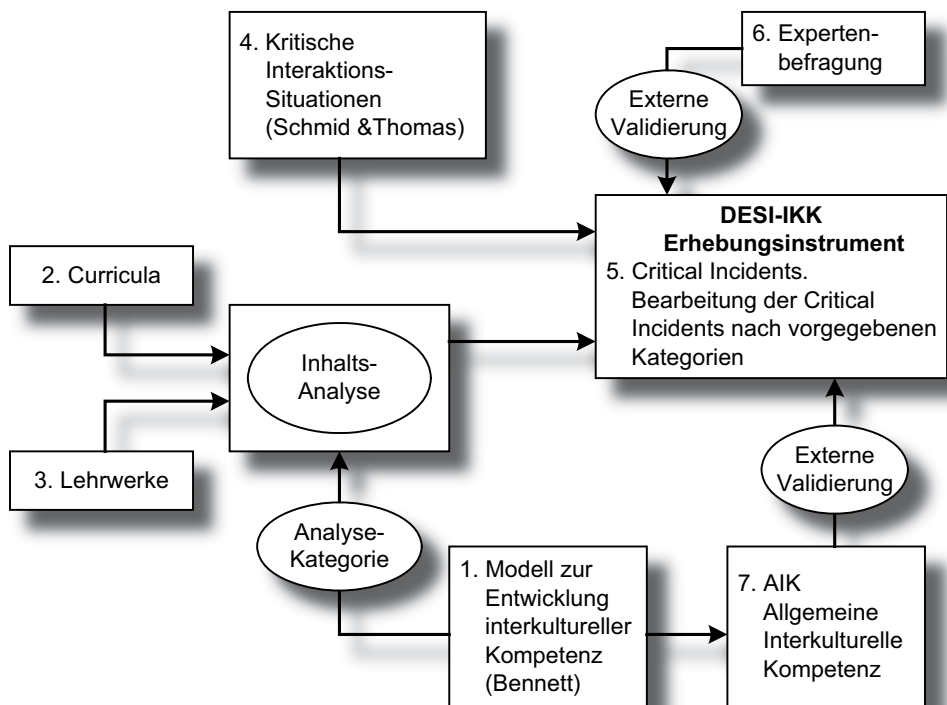 4. Kritische
Interaktions-
Situationen
(Schmid &Thomas)
6. Experten-
befragung
Externe
Validierung
DESI-IKK
Erhebungsinstrument
5. Critical Incidents.
Bearbeitung der Critical
Incidents nach vorgegebenen
Kategorien
2. Curricula
Inhalts-
Analyse
3. Lehrwerke
Externe
Validierung
Analyse-
Kategorie
1. Modell zur
Entwicklung
interkultureller
Kompetenz
(Bennett)
7. AIK
Allgemeine
Interkulturelle
Kompetenz